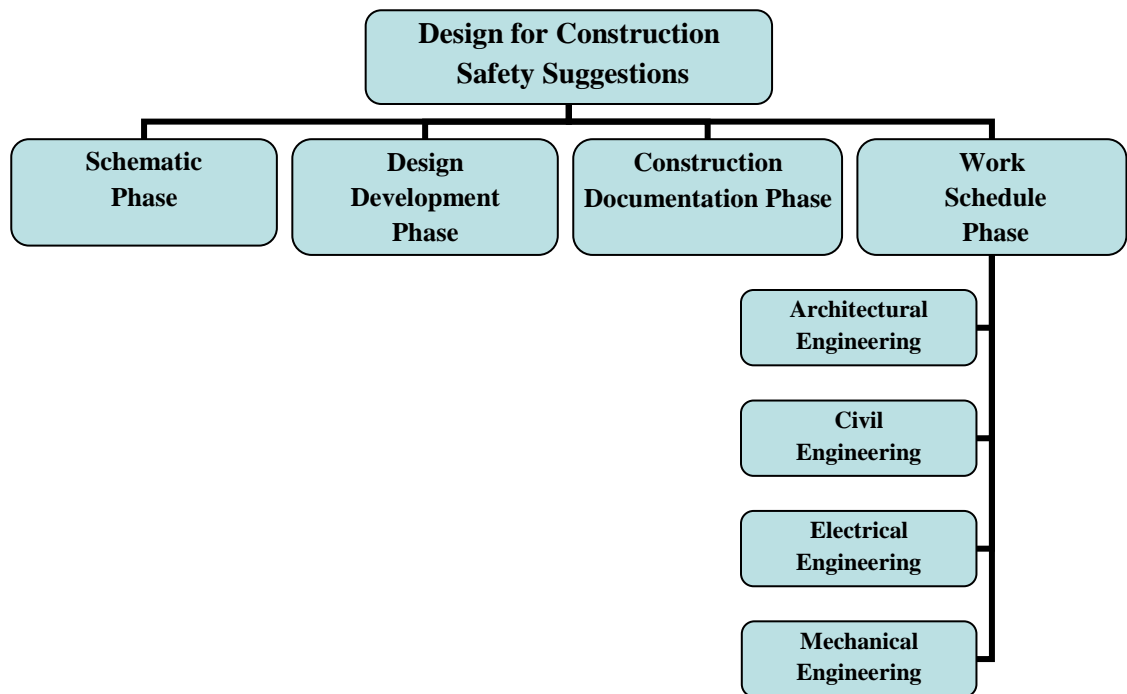 Design for Construction
Safety Suggestions
Schematic
Phase
Design
Development
Phase
Construction
Documentation Phase
Work
Schedule
Phase
Architectural
Engineering
Civil
Engineering
Electrical
Engineering
Mechanical
Engineering